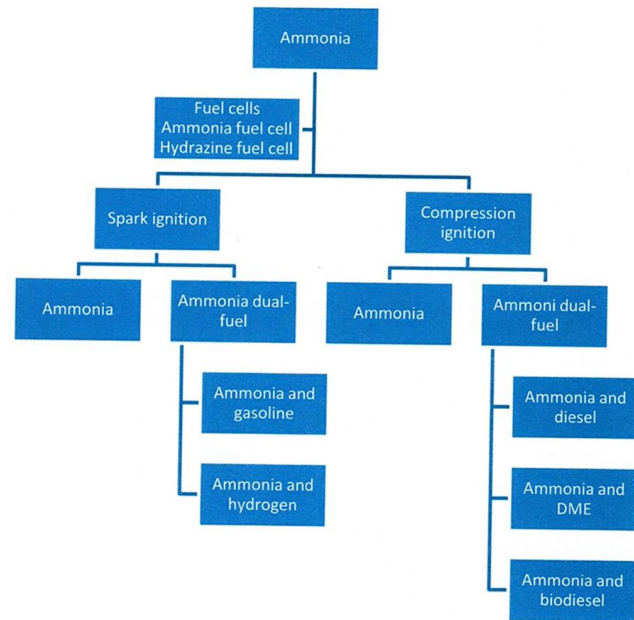 Ammonia
Fuel cells
Ammonia fuel cell
Hydrazine fuel cell
Spark ignition
Compression
ignition
Ammonia
Ammonia dual-
fuel
Ammonia
Ammoni dual-
fuel
Ammonia and
gasoline
Ammonia and
diesel
Ammonia and
hydrogen
Ammonia and
DME
Ammonia and
biodiesel